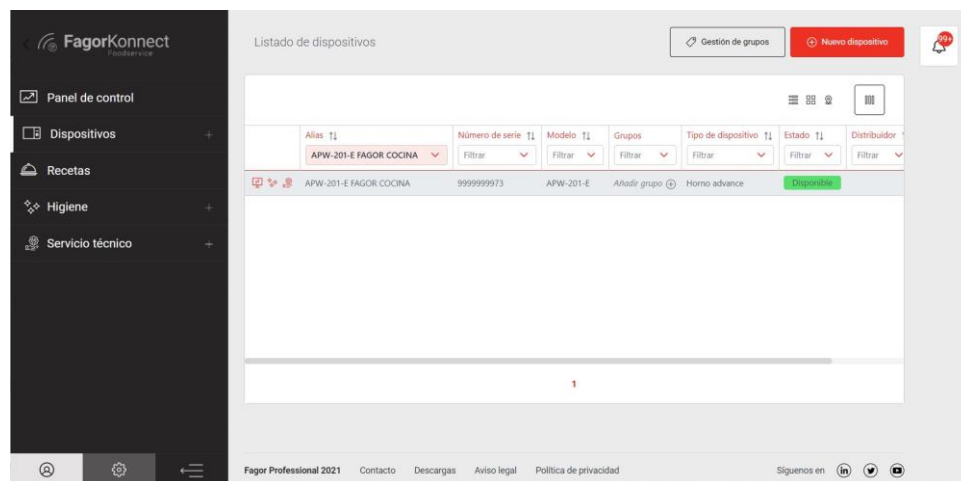 FagorKonnect
Foodservice
Listado de dispositivos
Gestión de grupos
Nuevo dispositivo
99+
Panel de control
Dispositivos
Recetas
Higiene
Servicio técnico
Alias Número de serie Modelo Grupos Tipo de dispositivo Estado Distribuidor
APW-201-E FAGOR COCINA Filtrar Filtrar Filtrar Filtrar Filtrar Filtrar
APW-201-E FAGOR COCINA 9999999973 APW-201-E Añadir grupo Horno advance Disponible
1
Fagor Professional 2021 Contacto Descargas Aviso legal Política de privacidad Síguenos en